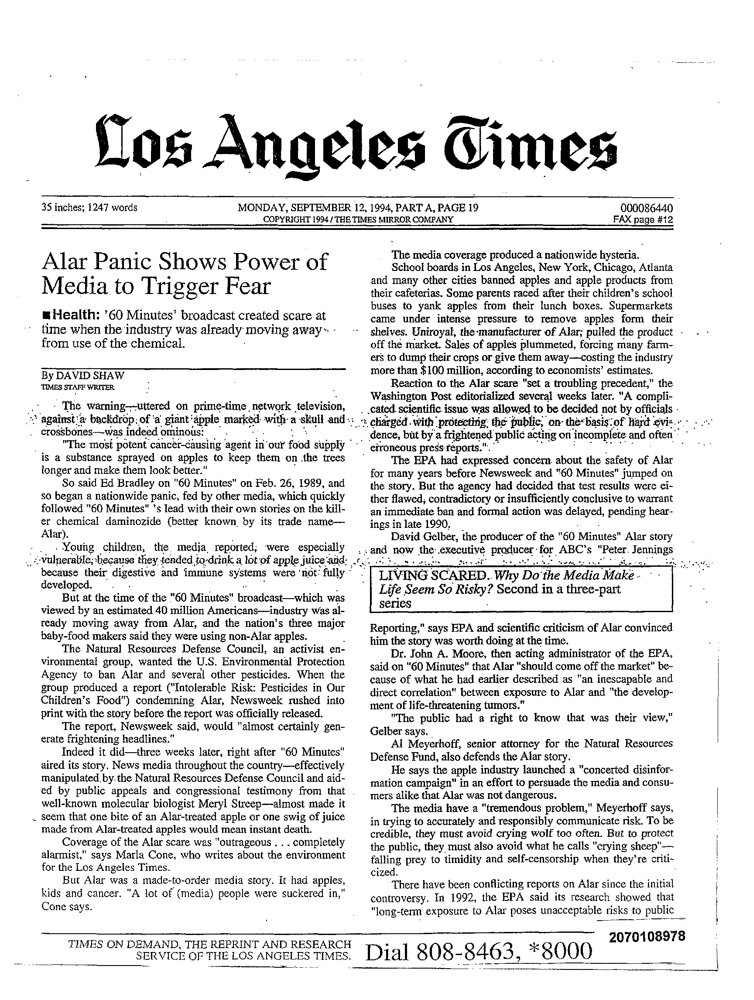 Los Angeles Times
35 inches; 1247 words
MONDAY, SEPTEMBER 12, 1994, PART A, PAGE 19
COPYRIGHT 1994 / THE TIMES MIRROR COMPANY
000086440
FAX page #12
Alar Panic Shows Power of
Media to Trigger Fear
■Health: '60 Minutes' broadcast created scare at
time when the industry was already moving away
from use of the chemical.
By DAVID SHAW
TIMES STAFF WRITER
The warning—uttered on prime-time network television,
against a backdrop of a giant apple marked with a skull and
crossbones—was indeed ominous:
"The most potent cancer-causing agent in our food supply
is a substance sprayed on apples to keep them on the trees
longer and make them look better."
So said Ed Bradley on "60 Minutes" on Feb. 26, 1989, and
so began a nationwide panic, fed by other media, which quickly
followed "60 Minutes" 's lead with their own stories on the kill-
er chemical daminozide (better known by its trade name—
Alar).
Young children, the media reported, were especially
vulnerable, because they tended to drink a lot of apple juice and
because their digestive and immune systems were not fully
developed.
But at the time of the "60 Minutes" broadcast—which was
viewed by an estimated 40 million Americans—industry was al-
ready moving away from Alar, and the nation's three major
baby-food makers said they were using non-Alar apples.
The Natural Resources Defense Council, an activist en-
vironmental group, wanted the U.S. Environmental Protection
Agency to ban Alar and several other pesticides. When the
group produced a report ("Intolerable Risk: Pesticides in Our
Children's Food") condemning Alar, Newsweek rushed into
print with the story before the report was officially released.
The report, Newsweek said, would "almost certainly gen-
erate frightening headlines."
Indeed it did—three weeks later, right after "60 Minutes"
aired its story. News media throughout the country—effectively
manipulated by the Natural Resources Defense Council and aid-
ed by public appeals and congressional testimony from that
well-known molecular biologist Meryl Streep—almost made it
seem that one bite of an Alar-treated apple or one swig of juice
made from Alar-treated apples would mean instant death.
Coverage of the Alar scare was "outrageous . . . completely
alarmist," says Marla Cone, who writes about the environment
for the Los Angeles Times.
But Alar was a made-to-order media story. It had apples,
kids and cancer. "A lot of (media) people were suckered in,"
Cone says.
The media coverage produced a nationwide hysteria.
School boards in Los Angeles, New York, Chicago, Atlanta
and many other cities banned apples and apple products from
their cafeterias. Some parents raced after their children's school
buses to yank apples from their lunch boxes. Supermarkets
came under intense pressure to remove apples form their
shelves. Uniroyal, the manufacturer of Alar, pulled the product
off the market. Sales of apples plummeted, forcing many farm-
ers to dump their crops or give them away—costing the industry
more than $100 million, according to economists' estimates.
Reaction to the Alar scare "set a troubling precedent," the
Washington Post editorialized several weeks later. "A compli-
cated scientific issue was allowed to be decided not by officials
charged with protecting the public, on the basis of hard evi-
dence, but by a frightened public acting on incomplete and often
erroneous press reports."
The EPA had expressed concern about the safety of Alar
for many years before Newsweek and "60 Minutes" jumped on
the story. But the agency had decided that test results were ei-
ther flawed, contradictory or insufficiently conclusive to warrant
an immediate ban and formal action was delayed, pending hear-
ings in late 1990.
David Gelber, the producer of the "60 Minutes" Alar story
and now the executive producer for ABC's "Peter Jennings
LIVING SCARED. Why Do the Media Make
Life Seem So Risky? Second in a three-part
series
Reporting," says EPA and scientific criticism of Alar convinced
him the story was worth doing at the time.
Dr. John A. Moore, then acting administrator of the EPA,
said on "60 Minutes" that Alar "should come off the market" be-
cause of what he had earlier described as "an inescapable and
direct correlation" between exposure to Alar and "the develop-
ment of life-threatening tumors."
"The public had a right to know that was their view,"
Gelber says.
Al Meyerhoff, senior attorney for the Natural Resources
Defense Fund, also defends the Alar story.
He says the apple industry launched a "concerted disinfor-
mation campaign" in an effort to persuade the media and consu-
mers alike that Alar was not dangerous.
The media have a "tremendous problem," Meyerhoff says,
in trying to accurately and responsibly communicate risk. To be
credible, they must avoid crying wolf too often. But to protect
the public, they must also avoid what he calls "crying sheep"—
falling prey to timidity and self-censorship when they're criti-
cized.
There have been conflicting reports on Alar since the initial
controversy. In 1992, the EPA said its research showed that
"long-term exposure to Alar poses unacceptable risks to public
TIMES ON DEMAND, THE REPRINT AND RESEARCH
SERVICE OF THE LOS ANGELES TIMES.
Dial 808-8463, *8000
2070108978